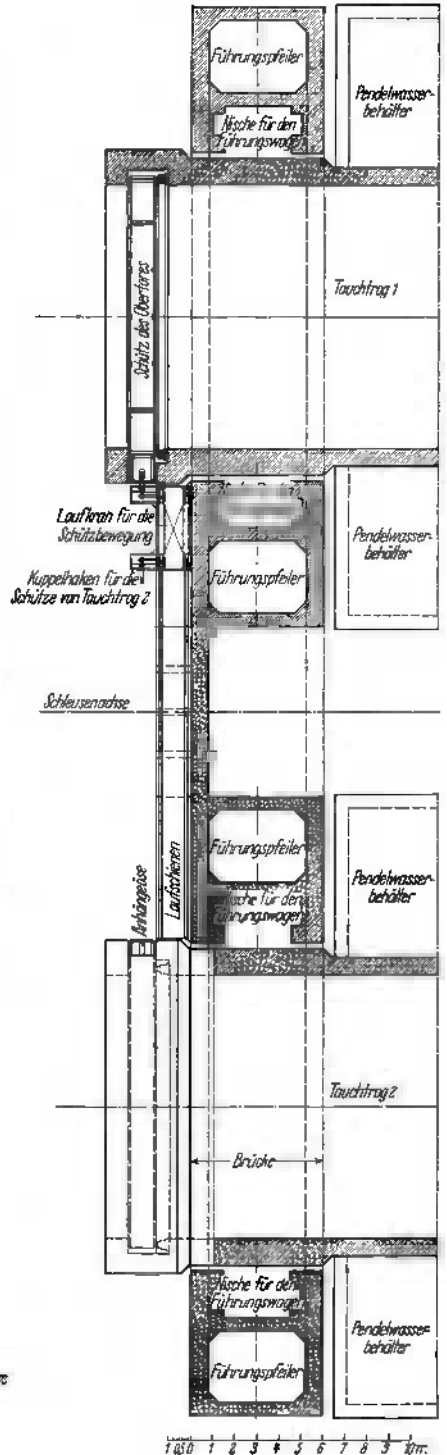 Führungspfeiler
Pendelwasser-
behälter
Nische für den
Führungswagen
Schütz des Obertores
Tauchtrog 1
Laufkran für die
Schützbewegung
Kuppelhaken für die
Schütze von Tauchtrog 2
Führungspfeiler
Pendelwasser-
behälter
Schleusenachse
Anhängeöse
Laufschienen
Führungspfeiler
Nische für den
Führungswagen
Pendelwasser-
behälter
Tauchtrog 2
Brücke
Nische für den
Führungswagen
Führungspfeiler
Pendelwasser-
behälter
1 0,5 0 1 2 3 4 5 6 7 8 9 10m